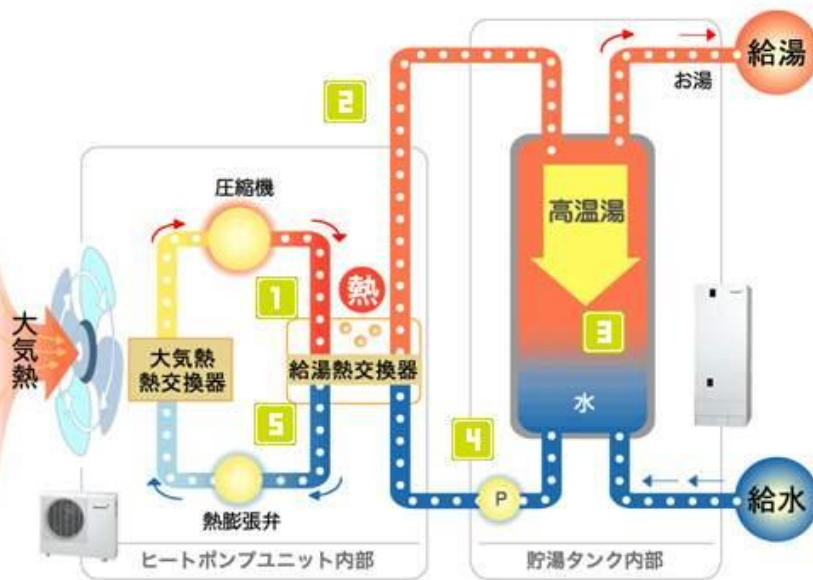 給湯
お湯
2
圧縮機
高温湯
1
熱
大気熱
3
大気熱
熱交換器
給湯熱交換器
水
5
4
P
給水
熱膨張弁
ヒートポンプユニット内部
貯湯タンク内部